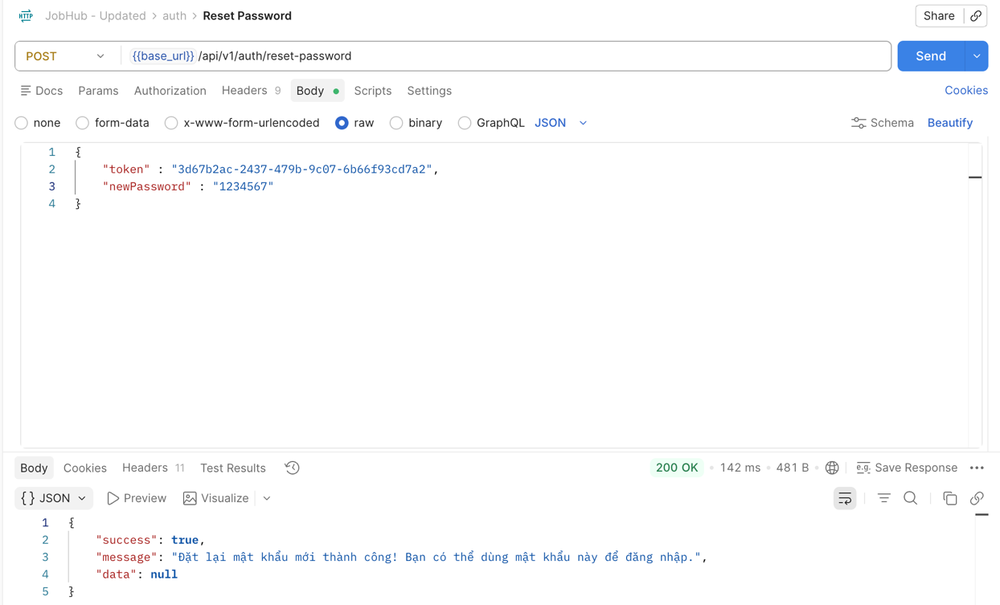 HTTP JobHub - Updated > auth > Reset Password Share
POST {{base_url}}/api/v1/auth/reset-password Send
Docs Params Authorization Headers 9 Body Scripts Settings Cookies
none form-data x-www-form-urlencoded raw binary GraphQL JSON Schema Beautify
1 {
2 "token" : "3d67b2ac-2437-479b-9c07-6b66f93cd7a2",
3 "newPassword" : "1234567"
4 }
Body Cookies Headers 11 Test Results 200 OK • 142 ms • 481 B • e.g. Save Response
{} JSON Preview Visualize
1 {
2 "success": true,
3 "message": "Đặt lại mật khẩu mới thành công! Bạn có thể dùng mật khẩu này để đăng nhập.",
4 "data": null
5 }